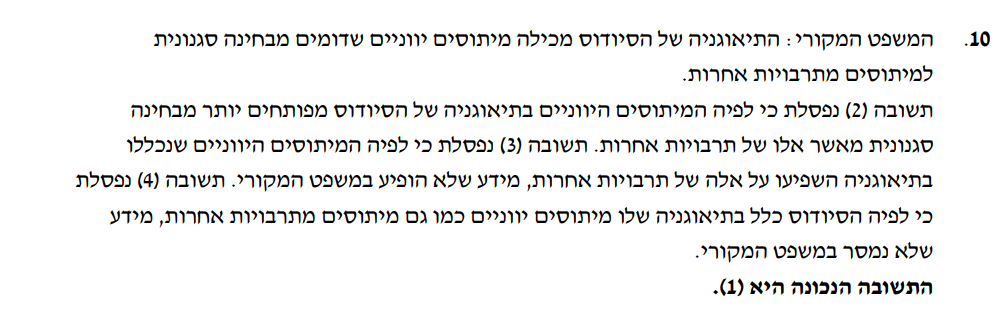 10. המשפט המקורי: התיאוגניה של הסיודוס מכילה מיתוסים יווניים שדומים מבחינה סגנונית
למיתוסים מתרבויות אחרות.
תשובה (2) נפסלת כי לפיה המיתוסים היווניים בתיאוגניה של הסיודוס מפותחים יותר מבחינה
סגנונית מאשר אלו של תרבויות אחרות. תשובה (3) נפסלת כי לפיה המיתוסים היווניים שנכללו
בתיאוגניה השפיעו על אלה של תרבויות אחרות, מידע שלא הופיע במשפט המקורי. תשובה (4) נפסלת
כי לפיה הסיודוס כלל בתיאוגניה שלו מיתוסים יווניים כמו גם מיתוסים מתרבויות אחרות, מידע
שלא נמסר במשפט המקורי.
התשובה הנכונה היא (1).